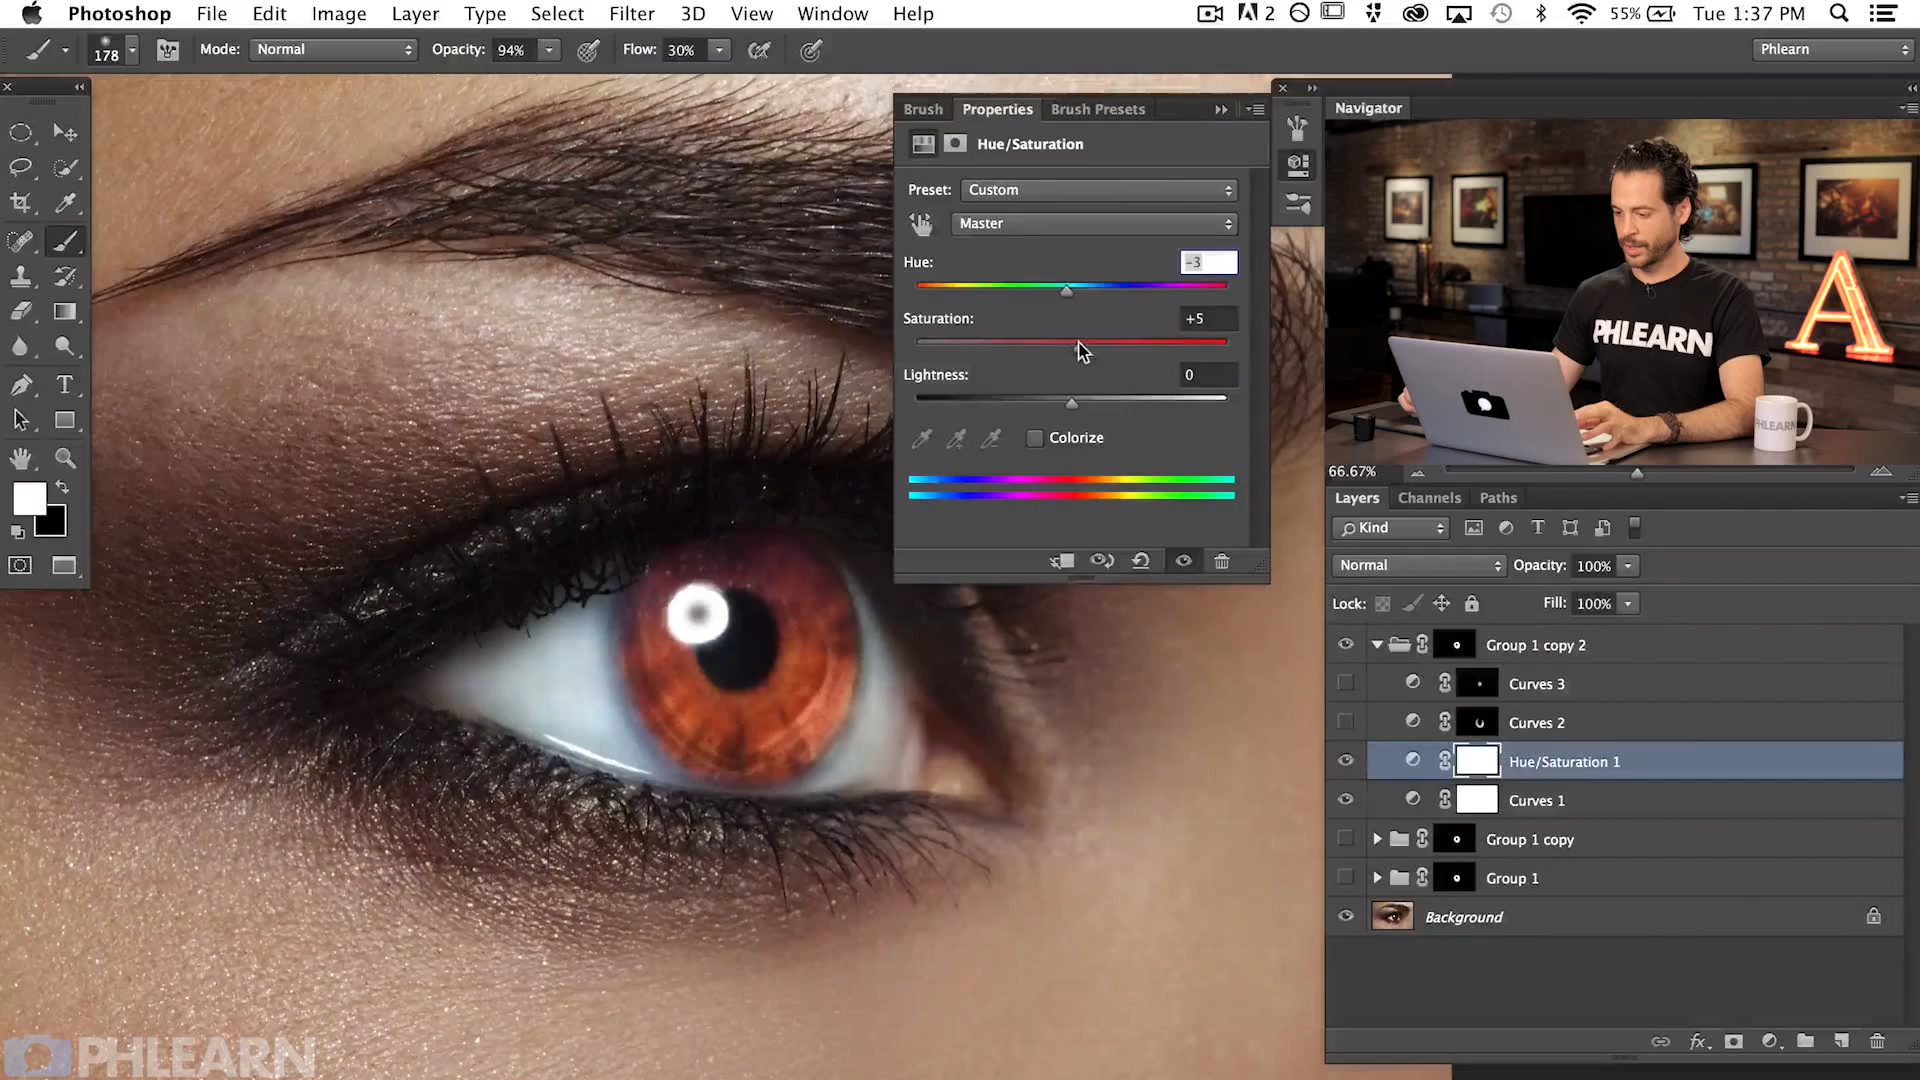 Photoshop File Edit Image Layer Type Select Filter 3D View Window Help 2 55% Tue 1:37 PM
178 Mode: Normal Opacity: 94% Flow: 30% Phlearn
Brush Properties Brush Presets
Hue/Saturation
Preset: Custom
Master
Hue: -3
Saturation: +5
Lightness: 0
Colorize
Navigator
PHLEARN
A
PHLEARN
66.67%
Layers Channels Paths
Kind
Normal Opacity: 100%
Lock: Fill: 100%
Group 1 copy 2
Curves 3
Curves 2
Hue/Saturation 1
Curves 1
Group 1 copy
Group 1
Background
PHLEARN